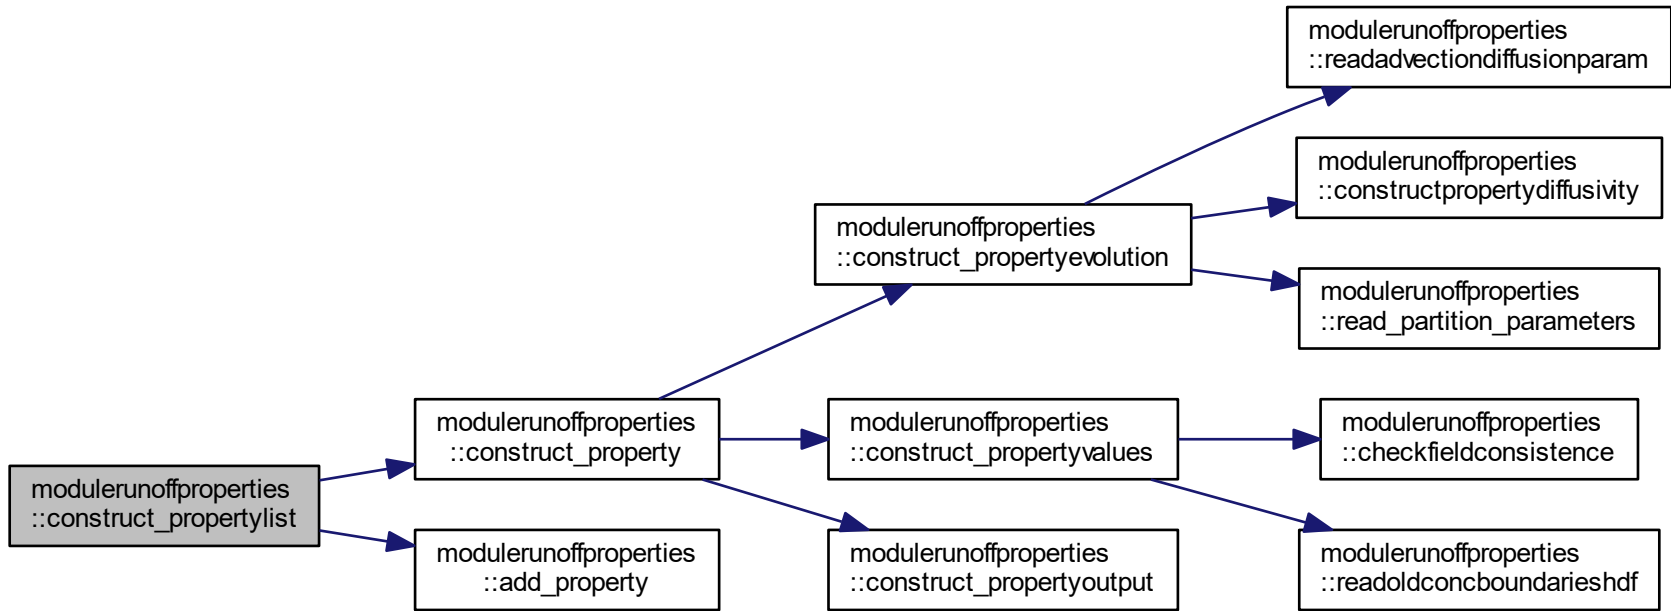 modulerunoffproperties
::readadvectiondiffusionparam
modulerunoffproperties
::constructpropertydiffusivity
modulerunoffproperties
::construct_propertyevolution
modulerunoffproperties
::read_partition_parameters
modulerunoffproperties
::construct_property
modulerunoffproperties
::construct_propertyvalues
modulerunoffproperties
::checkfieldconsistence
modulerunoffproperties
::construct_propertylist
modulerunoffproperties
::add_property
modulerunoffproperties
::construct_propertyoutput
modulerunoffproperties
::readoldconcboundarieshdf